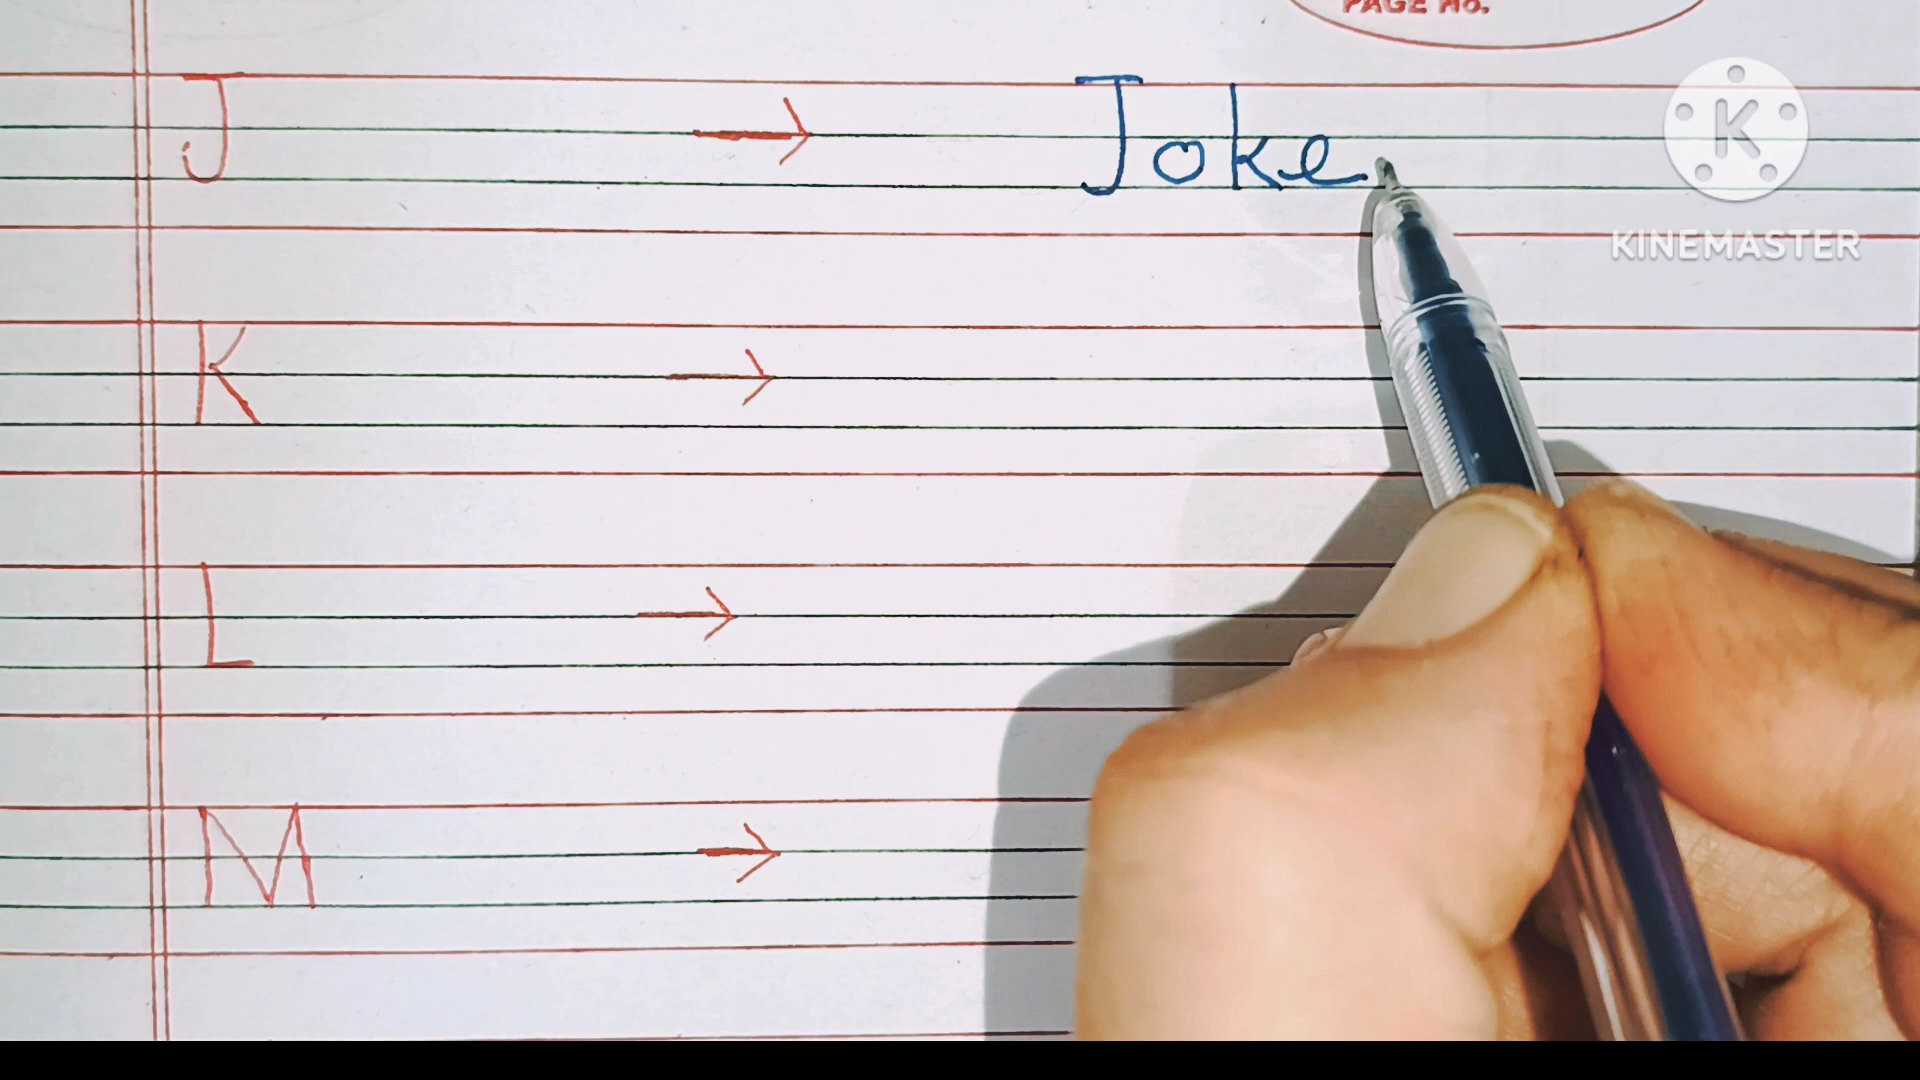 PAGE No.
J → Joke
K →
L →
M →
K
KINEMASTER